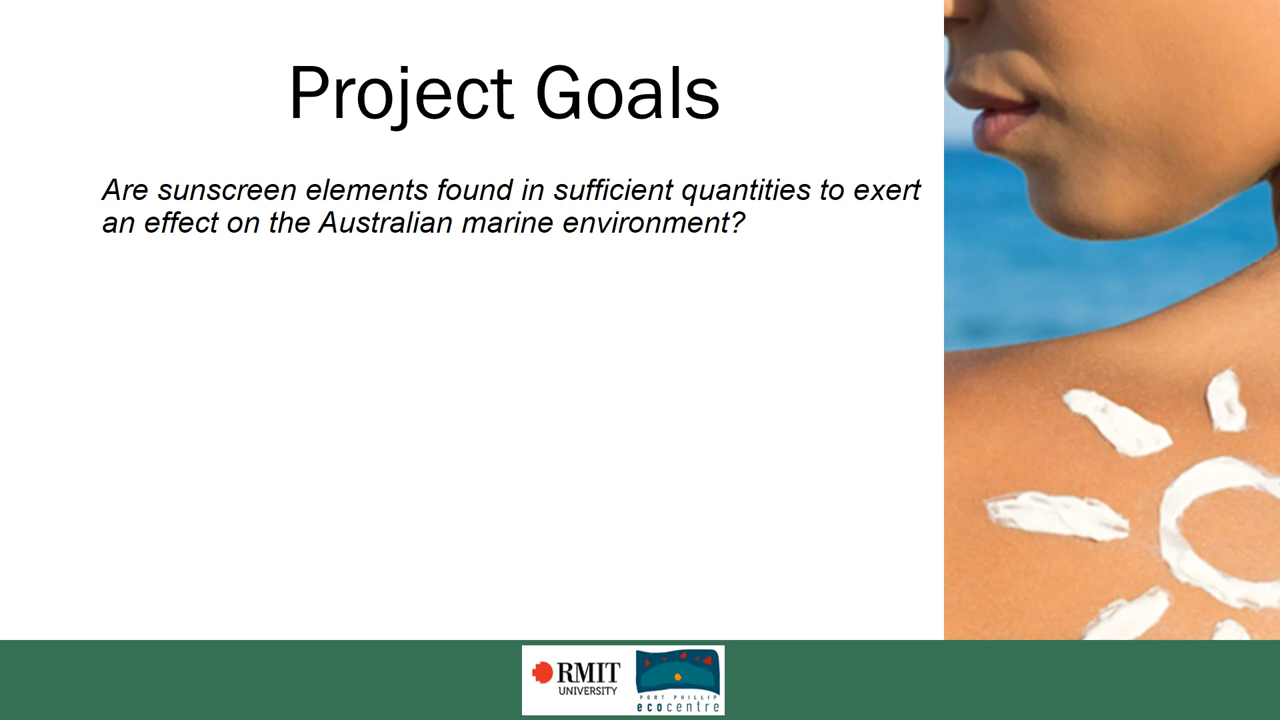 Project Goals
Are sunscreen elements found in sufficient quantities to exert
an effect on the Australian marine environment?
RMIT
UNIVERSITY
PORT PHILLIP
ecocentre